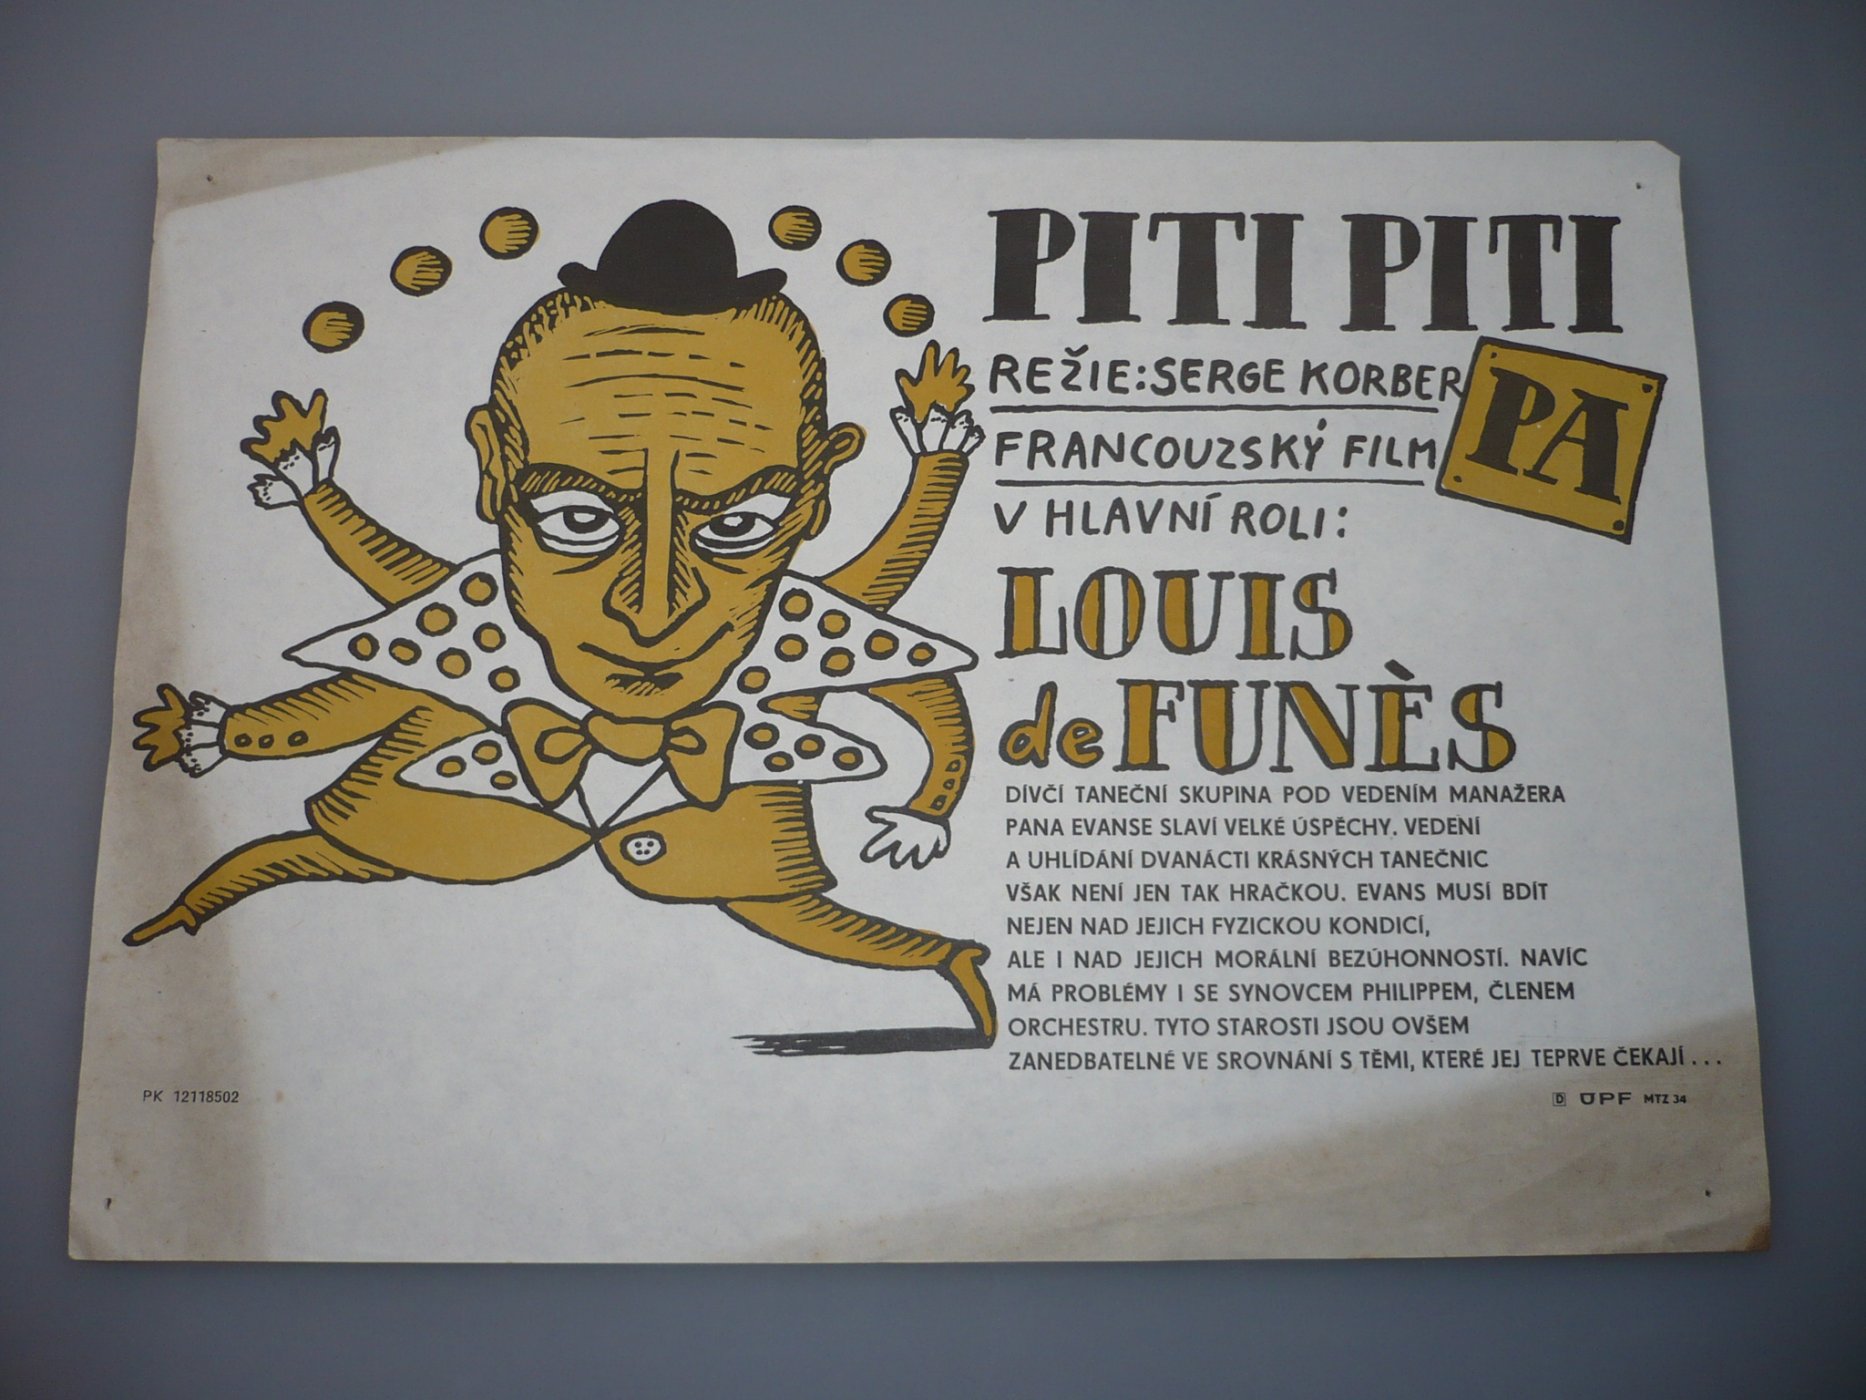 PITI PITI
PA
REŽIE: SERGE KORBER
FRANCOUZSKÝ FILM
V HLAVNÍ ROLI:
LOUIS
de FUNÈS
DÍVČÍ TANEČNÍ SKUPINA POD VEDENÍM MANAŽERA
PANA EVANSE SLAVÍ VELKÉ ÚSPĚCHY. VEDENÍ
A UHLÍDÁNÍ DVANÁCTI KRÁSNÝCH TANEČNIC
VŠAK NENÍ JEN TAK HRAČKOU. EVANS MUSÍ BDÍT
NEJEN NAD JEJICH FYZICKOU KONDICÍ,
ALE I NAD JEJICH MORÁLNÍ BEZÚHONNOSTÍ. NAVÍC
MÁ PROBLÉMY I SE SYNOVCEM PHILIPPEM, ČLENEM
ORCHESTRU. TYTO STAROSTI JSOU OVŠEM
ZANEDBATELNÉ VE SROVNÁNÍ S TĚMI, KTERÉ JEJ TEPRVE ČEKAJÍ...
PK 12118502
D ÚPF MTZ 34